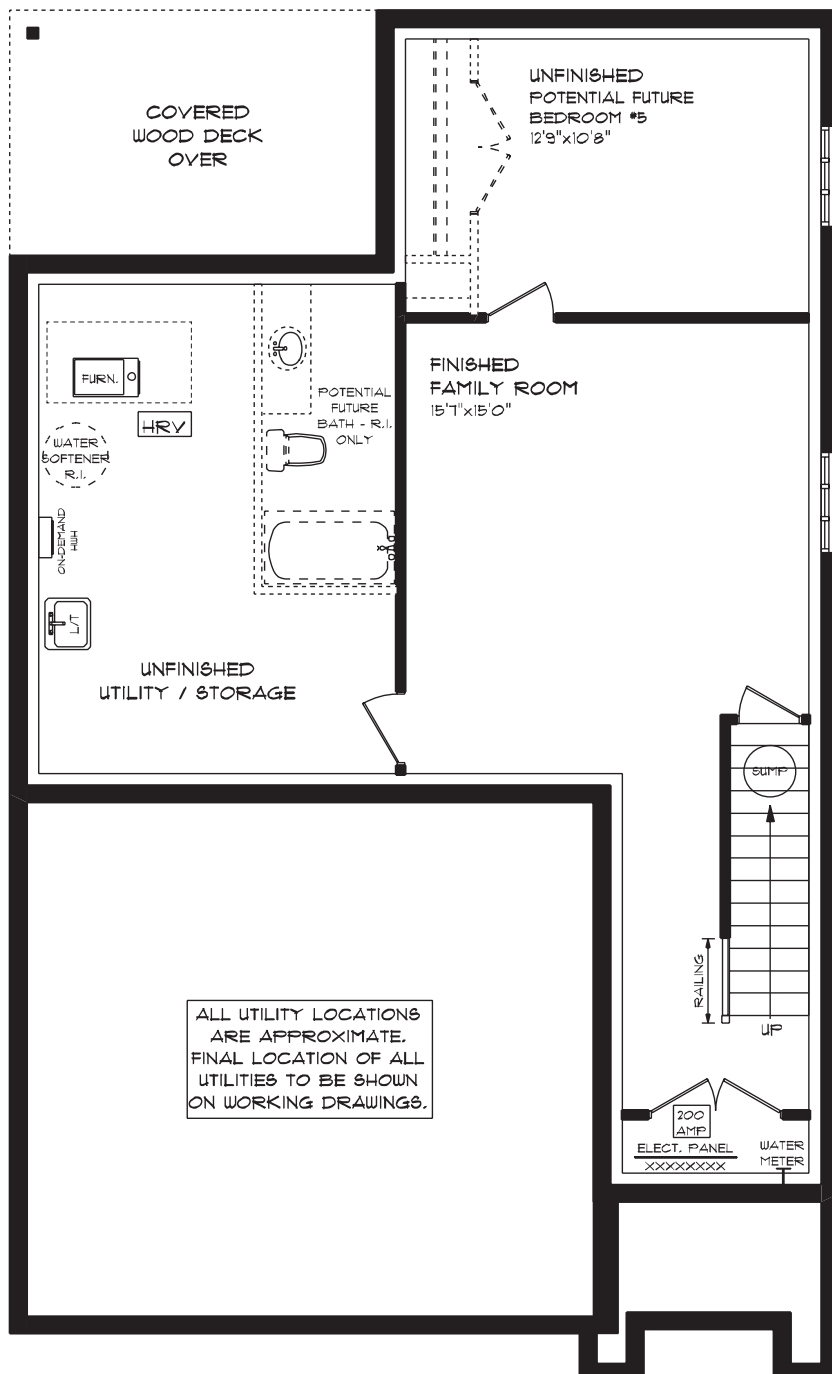 COVERED
WOOD DECK
OVER
UNFINISHED
POTENTIAL FUTURE
BEDROOM #5
12'9"x10'8"
FINISHED
FAMILY ROOM
15'7"x15'0"
FURN.
HRV
WATER
SOFTENER
R.I.
POTENTIAL
FUTURE
BATH - R.I.
ONLY
ON-DEMAND
HWH
L/T
UNFINISHED
UTILITY / STORAGE
SUMP
RAILING
UP
ALL UTILITY LOCATIONS
ARE APPROXIMATE.
FINAL LOCATION OF ALL
UTILITIES TO BE SHOWN
ON WORKING DRAWINGS.
200
AMP
ELECT. PANEL
XXXXXXXX
WATER
METER